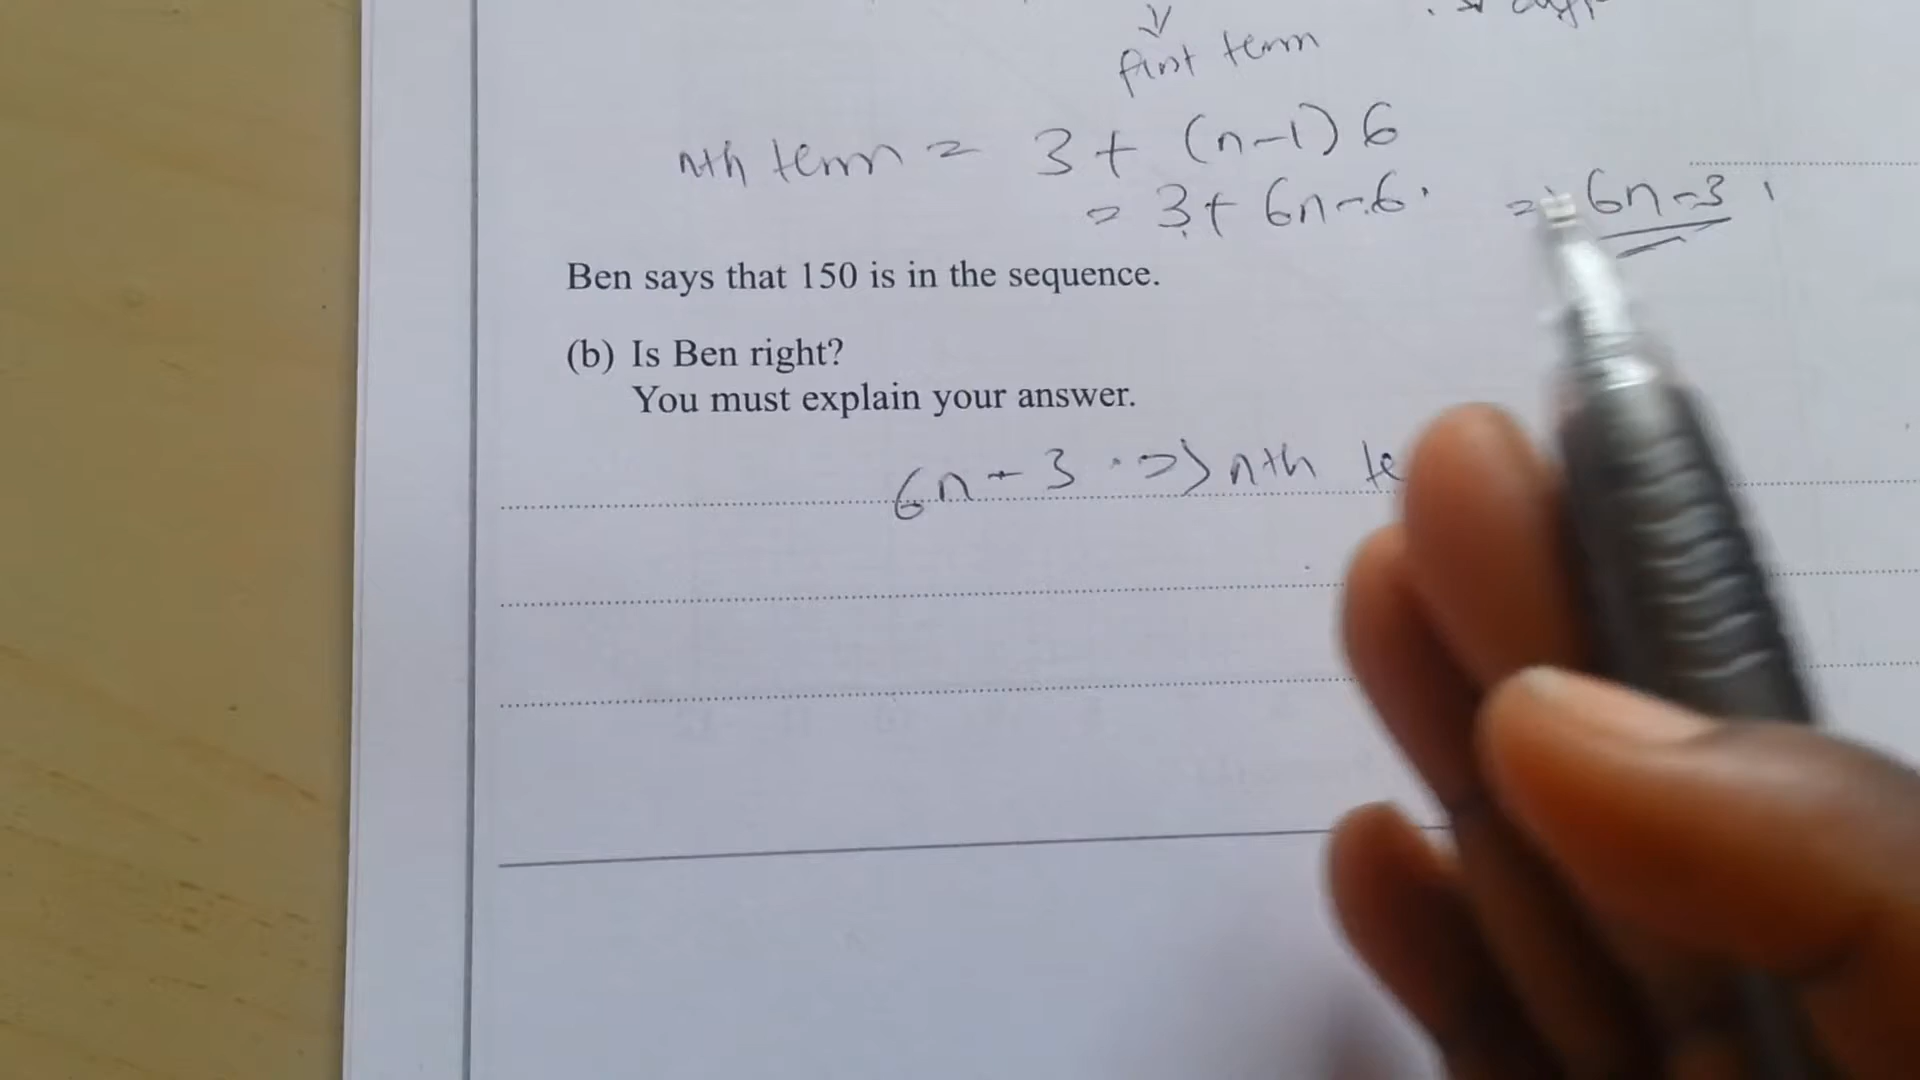 first term
nth term = 3 + (n-1) 6
= 3 + 6n - 6 = 6n - 3
Ben says that 150 is in the sequence.
(b) Is Ben right?
You must explain your answer.
6n - 3 => nth te